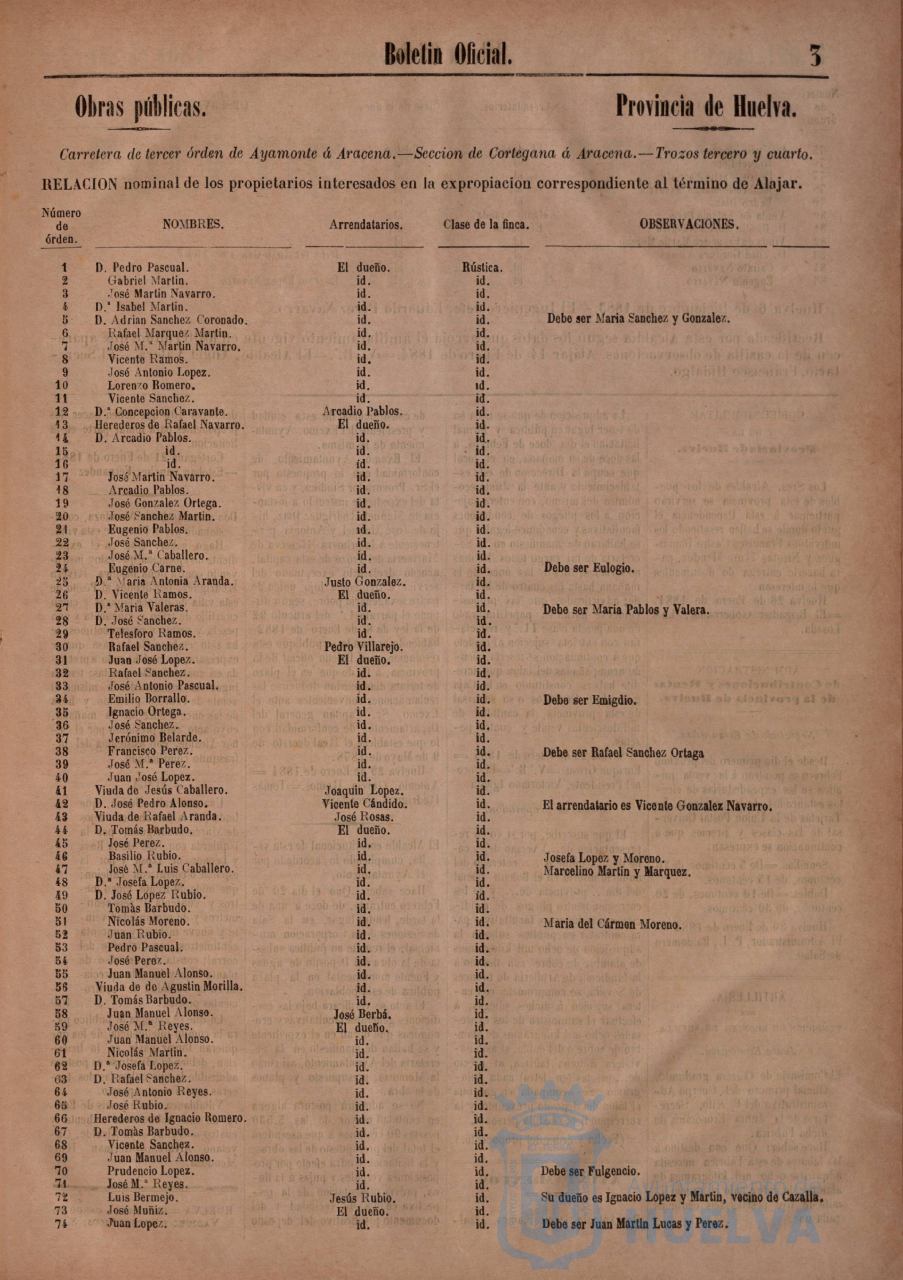 Boletin Oficial. 3
Obras públicas. Provincia de Huelva.
Carretera de tercer órden de Ayamonte á Aracena.—Seccion de Cortegana á Aracena.—Trozos tercero y cuarto.
RELACION nominal de los propietarios interesados en la expropiacion correspondiente al término de Alajar.
Número de órden. NOMBRES. Arrendatarios. Clase de la finca. OBSERVACIONES.
1 D. Pedro Pascual. El dueño. Rústica.
2 Gabriel Martin. id. id.
3 José Martin Navarro. id. id.
4 D.ª Isabel Martin. id. id.
5 D. Adrian Sanchez Coronado. id. id. Debe ser Maria Sanchez y Gonzalez.
6 Rafael Marquez Martin. id. id.
7 José M.ª Martin Navarro. id. id.
8 Vicente Ramos. id. id.
9 José Antonio Lopez. id. id.
10 Lorenzo Romero. id. id.
11 Vicente Sanchez. id. id.
12 D.ª Concepcion Caravante. Arcadio Pablos. id.
13 Herederos de Rafael Navarro. El dueño. id.
14 D. Arcadio Pablos. id. id.
15 id. id. id.
16 id. id. id.
17 José Martin Navarro. id. id.
18 Arcadio Pablos. id. id.
19 José Gonzalez Ortega. id. id.
20 José Sanchez Martin. id. id.
21 Eugenio Pablos. id. id.
22 José Sanchez. id. id.
23 José M.ª Caballero. id. id.
24 Eugenio Carne. id. id. Debe ser Eulogio.
25 D.ª Maria Antonia Aranda. Justo Gonzalez. id.
26 D. Vicente Ramos. El dueño. id.
27 D.ª Maria Valeras. id. id. Debe ser Maria Pablos y Valera.
28 D. José Sanchez. id. id.
29 Telesforo Ramos. id. id.
30 Rafael Sanchez. Pedro Villarejo. id.
31 Juan José Lopez. El dueño. id.
32 Rafael Sanchez. id. id.
33 José Antonio Pascual. id. id.
34 Emilio Borrallo. id. id. Debe ser Emigdio.
35 Ignacio Ortega. id. id.
36 José Sanchez. id. id.
37 Jerónimo Belarde. id. id.
38 Francisco Perez. id. id. Debe ser Rafael Sanchez Ortaga
39 José M.ª Perez. id. id.
40 Juan José Lopez. id. id.
41 Viuda de Jesús Caballero. Joaquin Lopez. id.
42 D. José Pedro Alonso. Vicente Cándido. id. El arrendatario es Vicente Gonzalez Navarro.
43 Viuda de Rafael Aranda. José Rosas. id.
44 D. Tomás Barbudo. El dueño. id.
45 José Perez. id. id.
46 Basilio Rubio. id. id. Josefa Lopez y Moreno.
47 José M.ª Luis Caballero. id. id. Marcelino Martin y Marquez.
48 D.ª Josefa Lopez. id. id.
49 D. José Lopez Rubio. id. id.
50 Tomàs Barbudo. id. id.
51 Nicolás Moreno. id. id. Maria del Cármen Moreno.
52 Juan Rubio. id. id.
53 Pedro Pascual. id. id.
54 José Perez. id. id.
55 Juan Manuel Alonso. id. id.
56 Viuda de de Agustin Morilla. id. id.
57 D. Tomás Barbudo. id. id.
58 Juan Manuel Alonso. José Berbá. id.
59 José M.ª Reyes. El dueño. id.
60 Juan Manuel Alonso. id. id.
61 Nicolás Martin. id. id.
62 D.ª Josefa Lopez. id. id.
63 D. Rafael Sanchez. id. id.
64 José Antonio Reyes. id. id.
65 José Rubio. id. id.
66 Herederos de Ignacio Romero. id. id.
67 D. Tomàs Barbudo. id. id.
68 Vicente Sanchez. id. id.
69 Juan Manuel Alonso. id. id.
70 Prudencio Lopez. id. id. Debe ser Fulgencio.
71 José M.ª Reyes. id. id.
72 Luis Bermejo. Jesús Rubio. id. Su dueño es Ignacio Lopez y Martin, vecino de Cazalla.
73 José Muñiz. El dueño. id.
74 Juan Lopez. id. id. Debe ser Juan Martin Lucas y Perez.
Ayuntamiento de
HUELVA